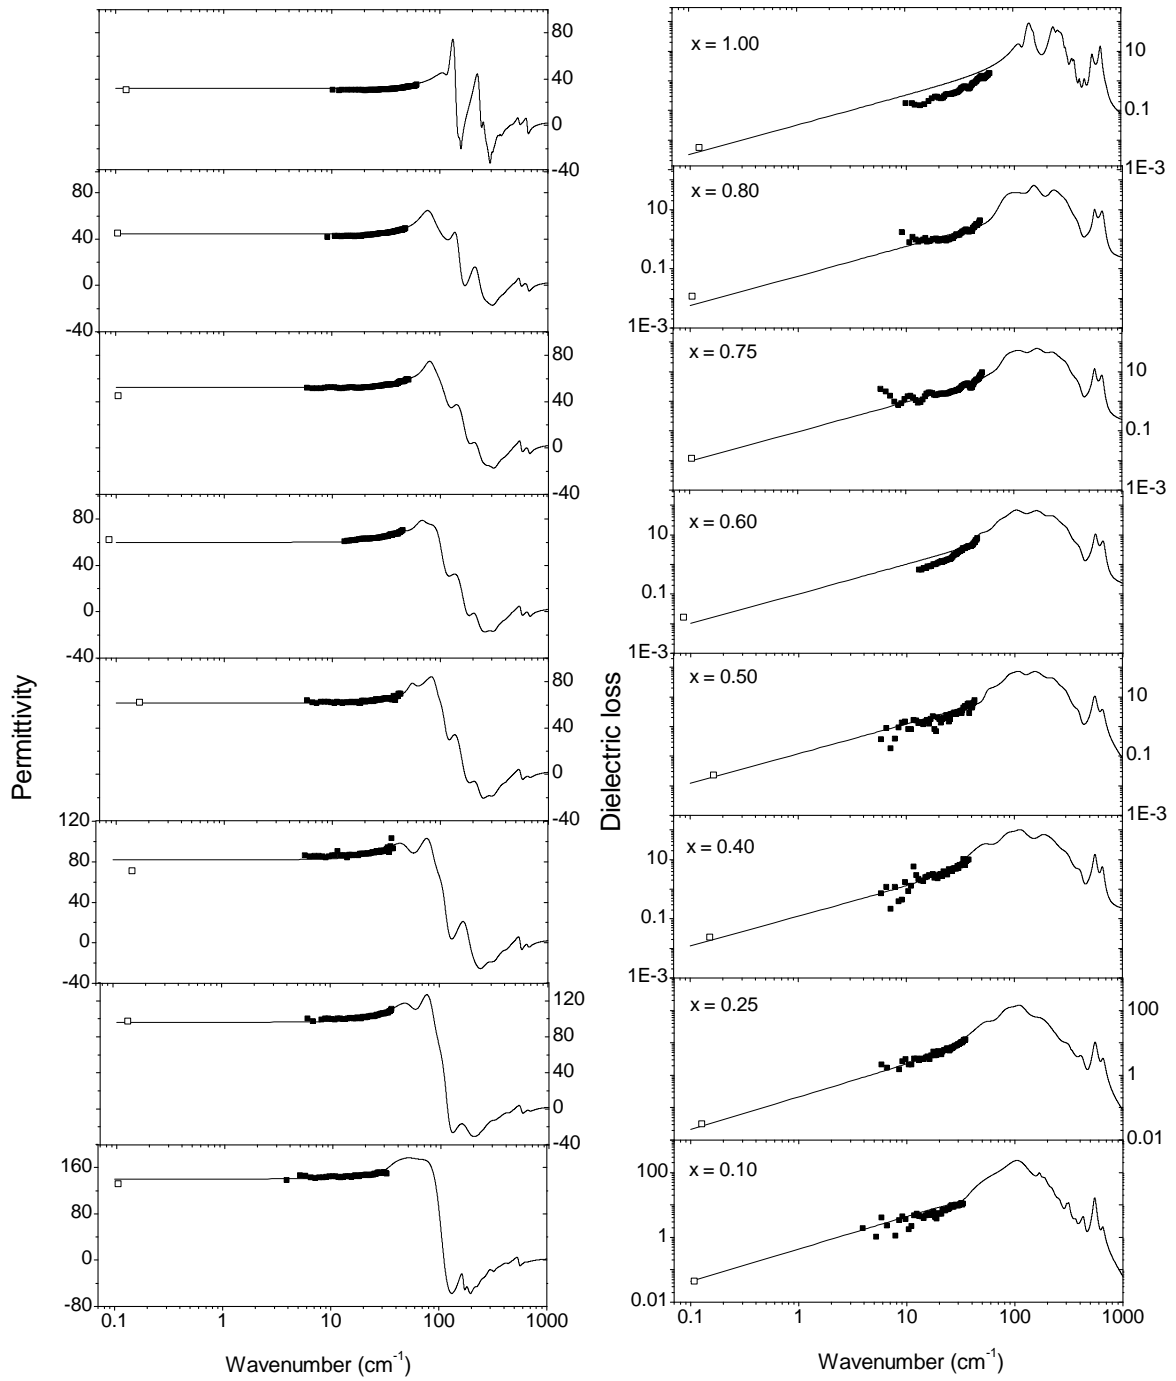 80
40
0
-40
80
40
0
-40
80
40
0
-40
80
40
0
-40
80
40
0
-40
120
80
40
0
-40
120
80
40
0
-40
160
80
0
-80
Permittivity
0.1 1 10 100 1000
Wavenumber (cm-1)
x = 1.00
10
0.1
1E-3
x = 0.80
10
0.1
1E-3
x = 0.75
10
0.1
1E-3
x = 0.60
10
0.1
1E-3
x = 0.50
10
0.1
1E-3
x = 0.40
10
0.1
1E-3
x = 0.25
100
1
0.01
x = 0.10
100
1
0.01
Dielectric loss
0.1 1 10 100 1000
Wavenumber (cm-1)